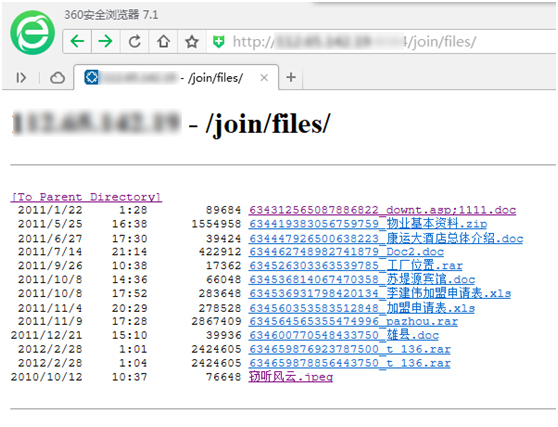 360安全浏览器 7.1
http:// /join/files/
- /join/files/
- /join/files/
[To Parent Directory]
2011/1/22 1:28 89684 634312565087886822_downt.asp;1111.doc
2011/5/25 16:38 1554958 634419383056759759_物业基本资料.zip
2011/6/27 17:30 39424 634447926500638223_康运大酒店总体介绍.doc
2011/7/14 21:14 422912 634462748982741879_Doc2.doc
2011/9/26 10:38 17362 634526303363539785_工厂位置.rar
2011/10/8 14:36 66048 634536814067470358_苏堤源宾馆.doc
2011/10/8 17:52 283648 634536931798420134_李建伟加盟申请表.xls
2011/11/4 20:29 278528 634560353583512848_加盟申请表.xls
2011/11/9 17:28 2867409 634564565355474996_pazhou.rar
2011/12/21 15:10 39936 634600770548433750_雄县.doc
2012/2/28 1:01 2424605 634659876923787500_t_136.rar
2012/2/28 1:04 2424605 634659878856443750_t_136.rar
2010/10/12 10:37 76648 窃听风云.jpeg